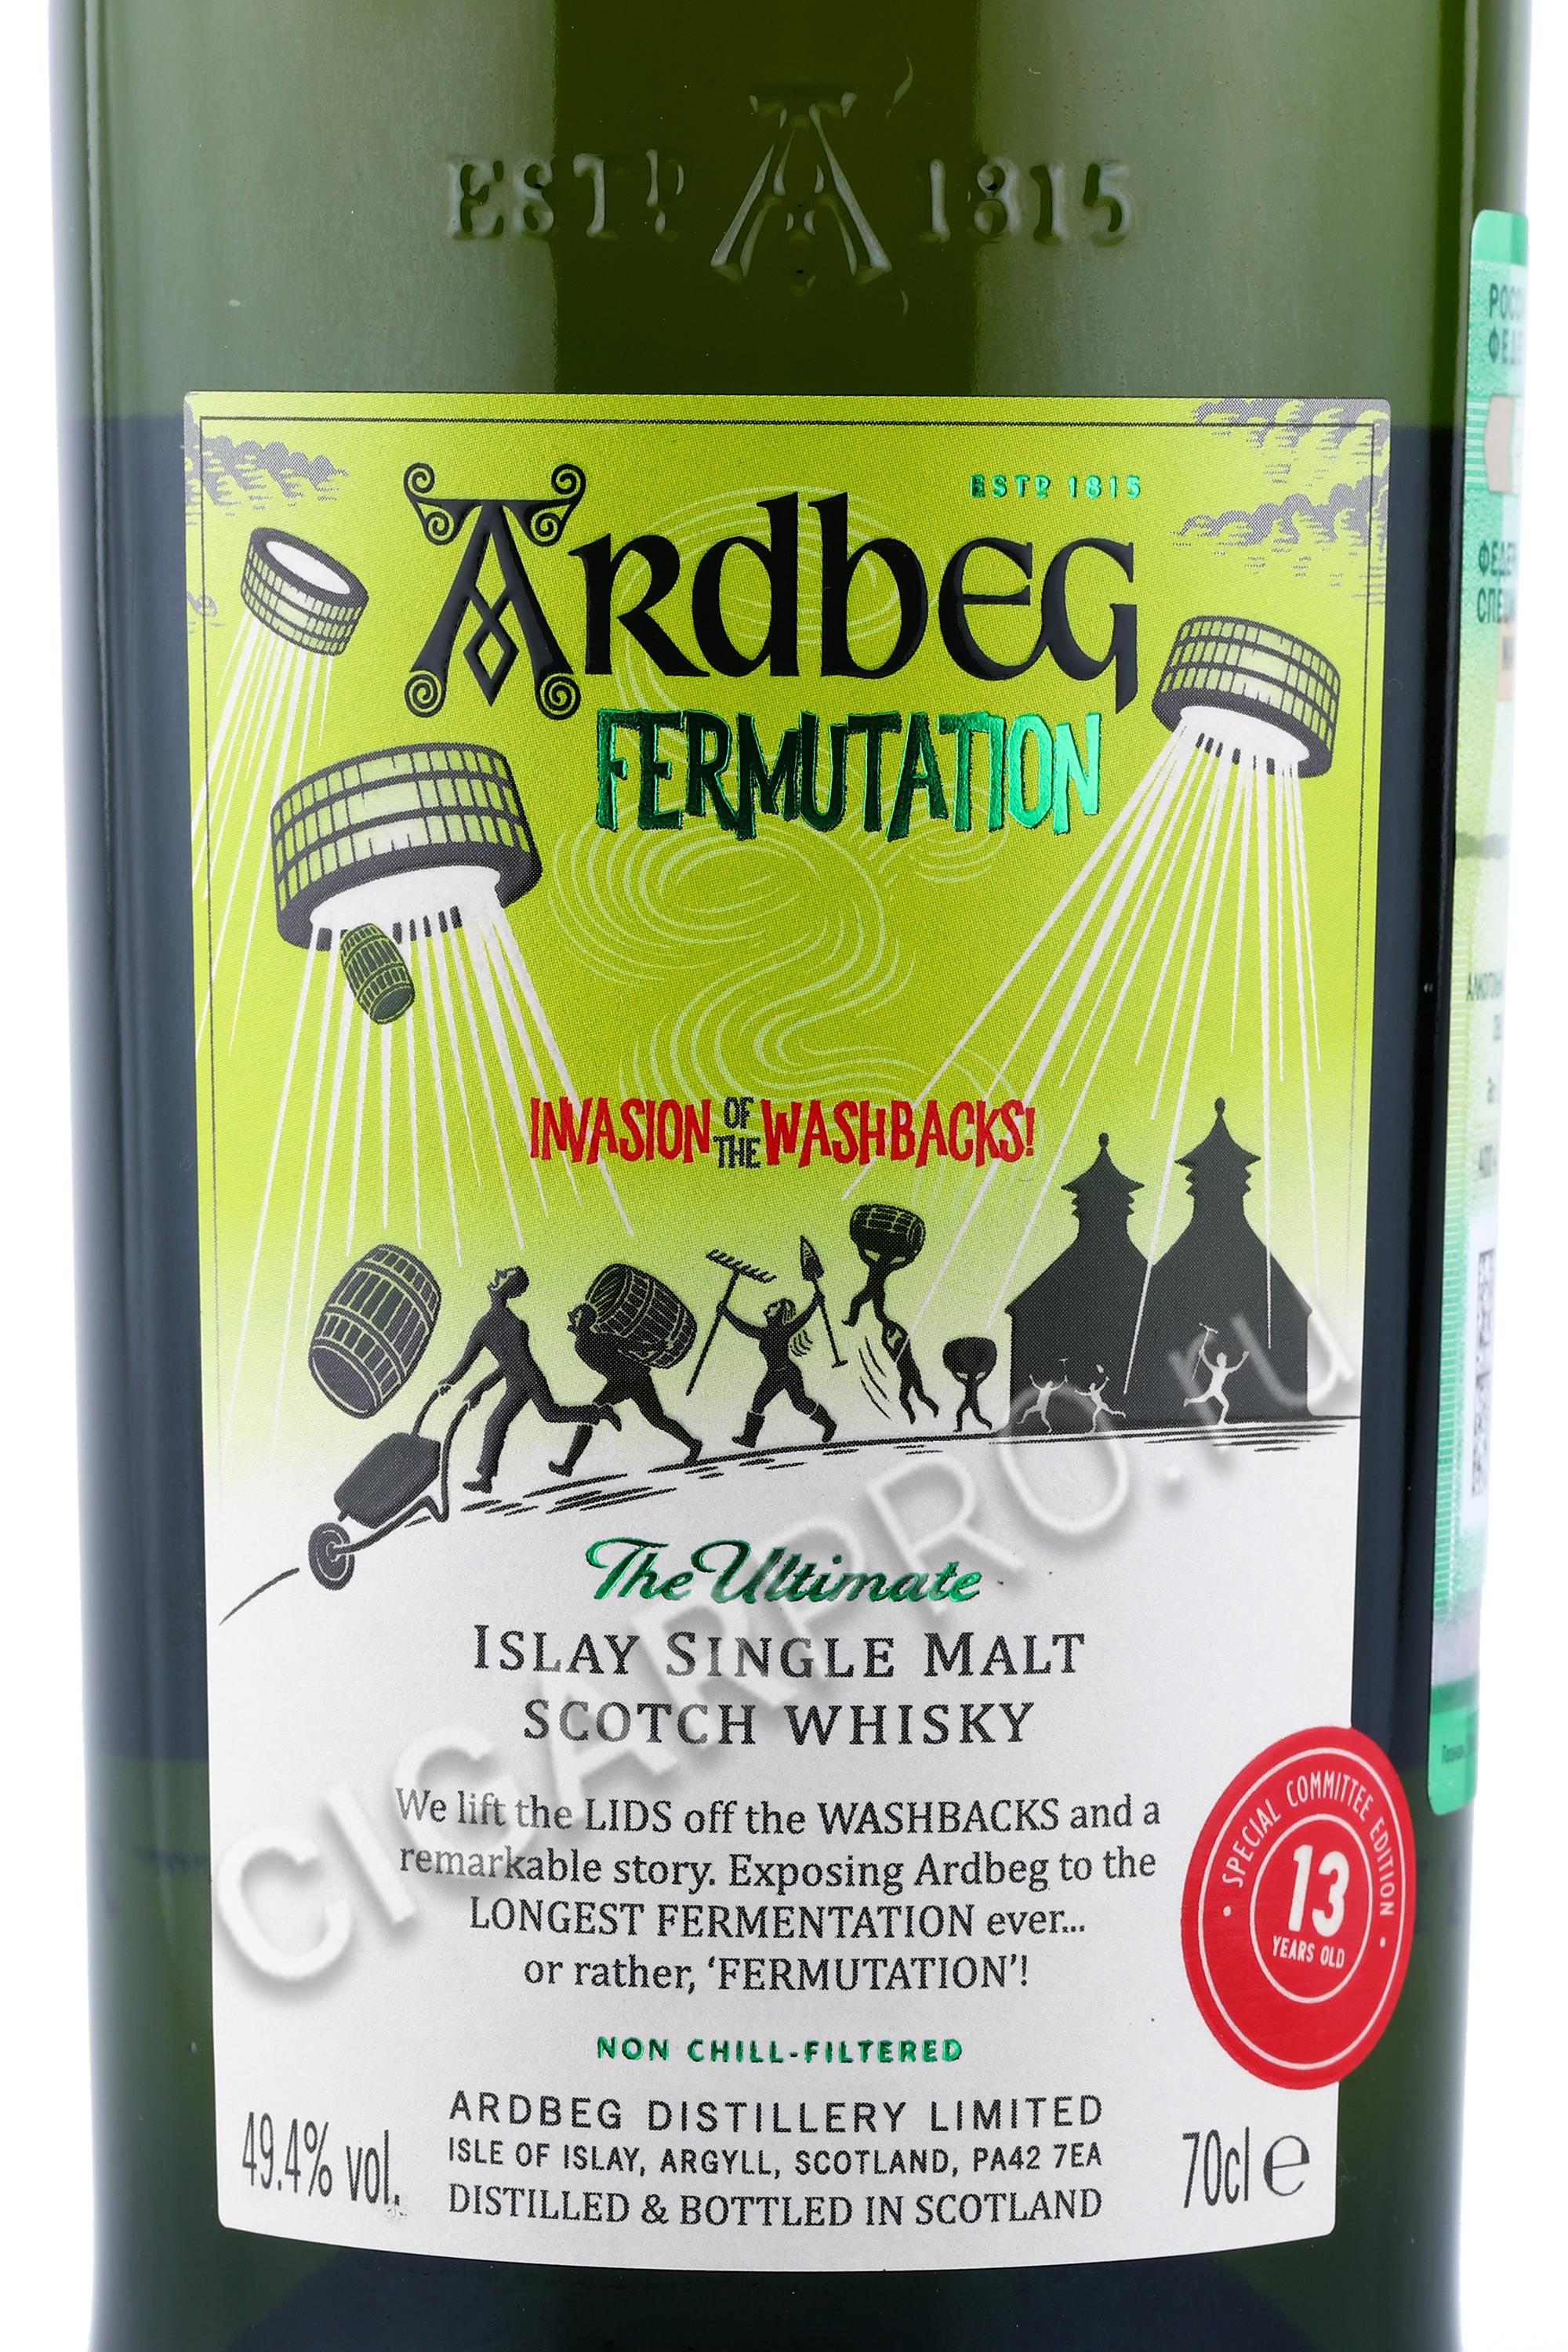 ESTD A 1815
ESTD 1815
Ardbeg
FERMUTATION
INVASION OF THE WASHBACKS!
The Ultimate
ISLAY SINGLE MALT
SCOTCH WHISKY
We lift the LIDS off the WASHBACKS and a
remarkable story. Exposing Ardbeg to the
LONGEST FERMENTATION ever...
or rather, ‘FERMUTATION’!
NON CHILL-FILTERED
ARDBEG DISTILLERY LIMITED
ISLE OF ISLAY, ARGYLL, SCOTLAND, PA42 7EA
DISTILLED & BOTTLED IN SCOTLAND
49.4% vol.
70cl e
• SPECIAL COMMITTEE EDITION •
13
YEARS OLD
CIGARPRO.ru